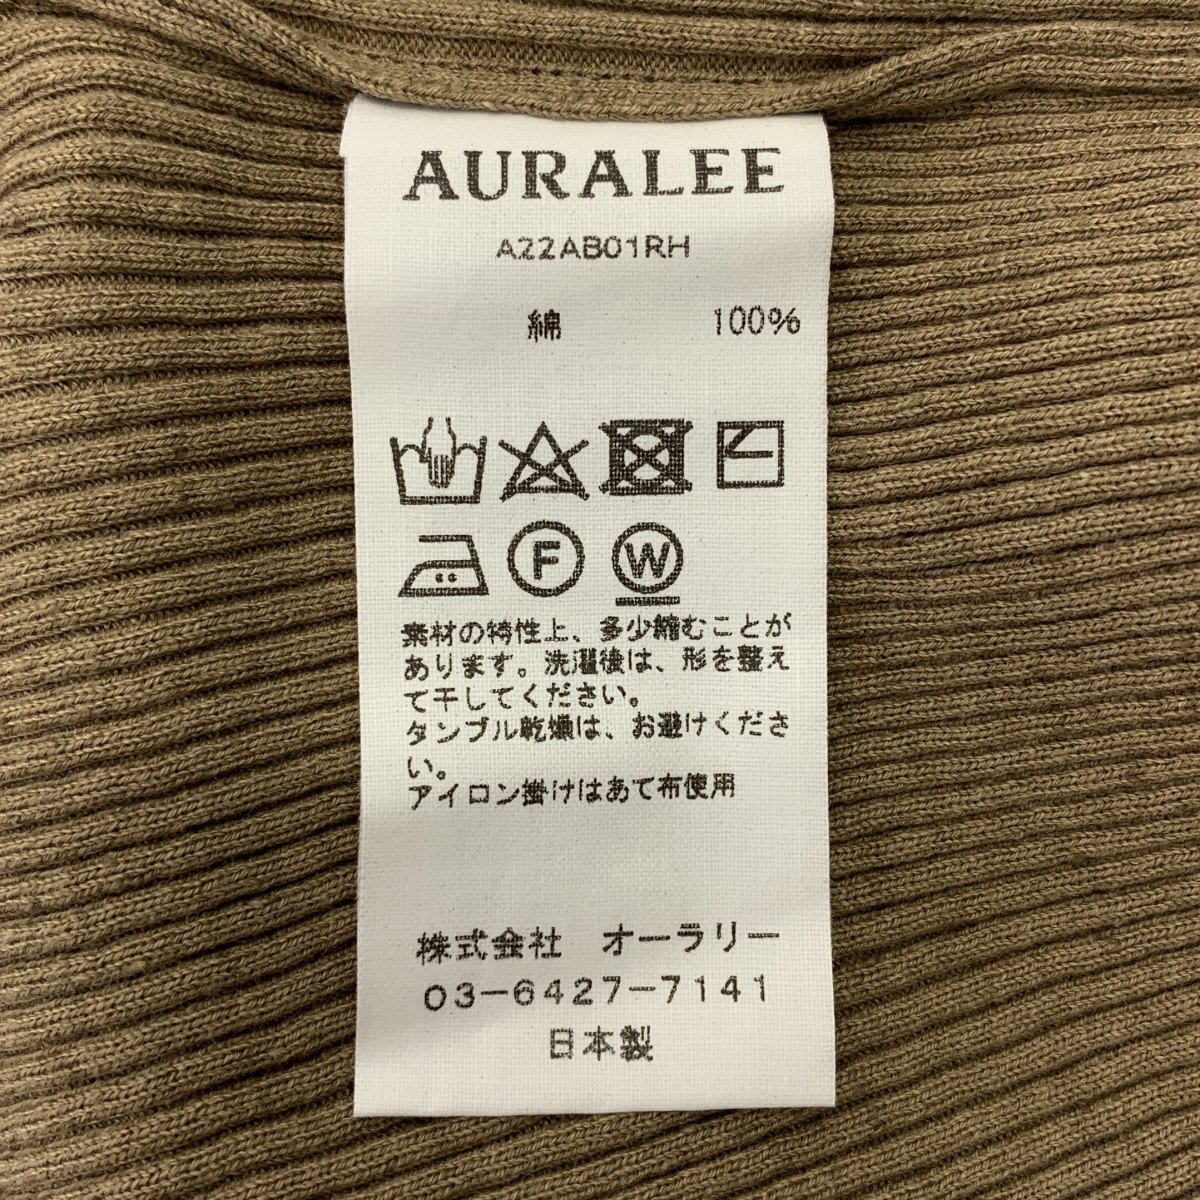 AURALEE
A22AB01RH
綿 100%
F W
素材の特性上、多少縮むことが
あります。洗濯後は、形を整え
て干してください。
タンブル乾燥は、お避けくださ
い。
アイロン掛けはあて布使用
株式会社 オーラリー
03-6427-7141
日本製